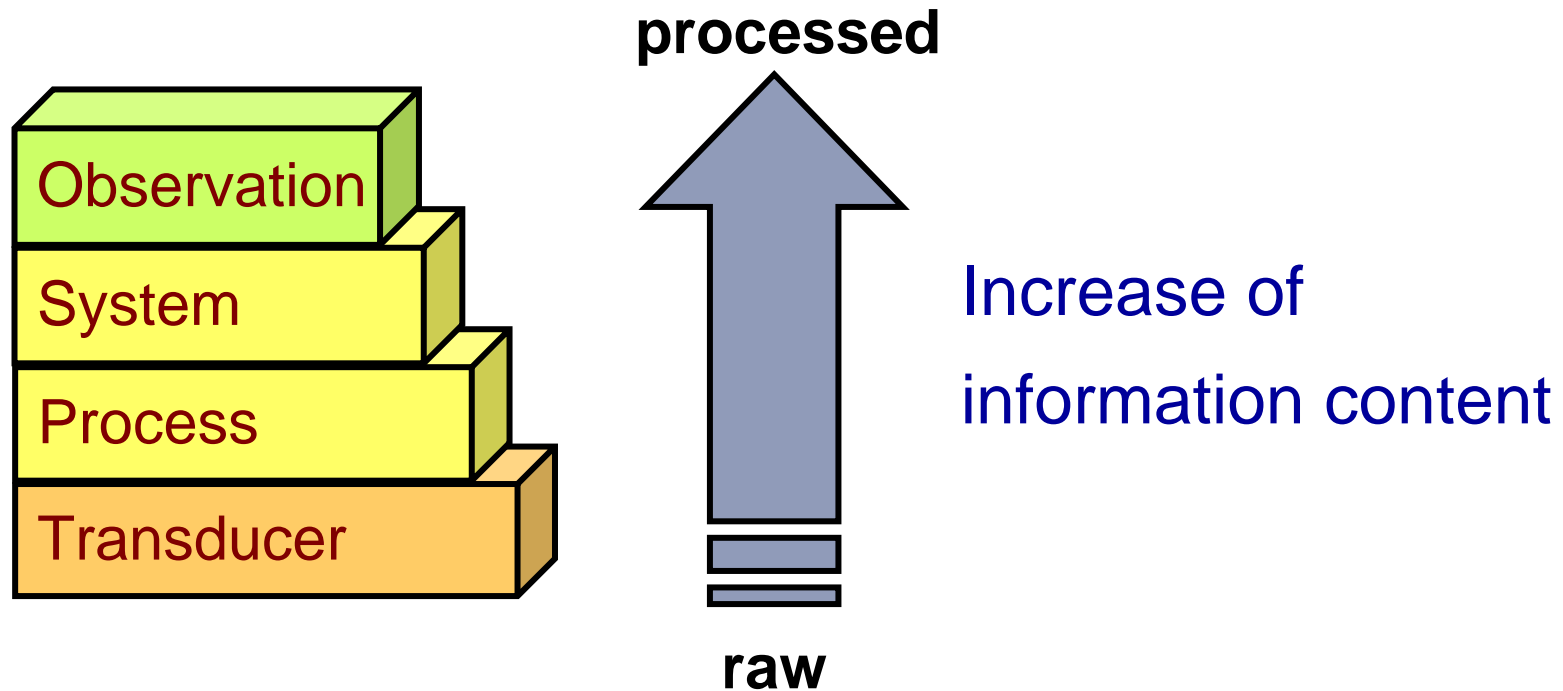 processed
Observation
System
Process
Transducer
Increase of
information content
raw